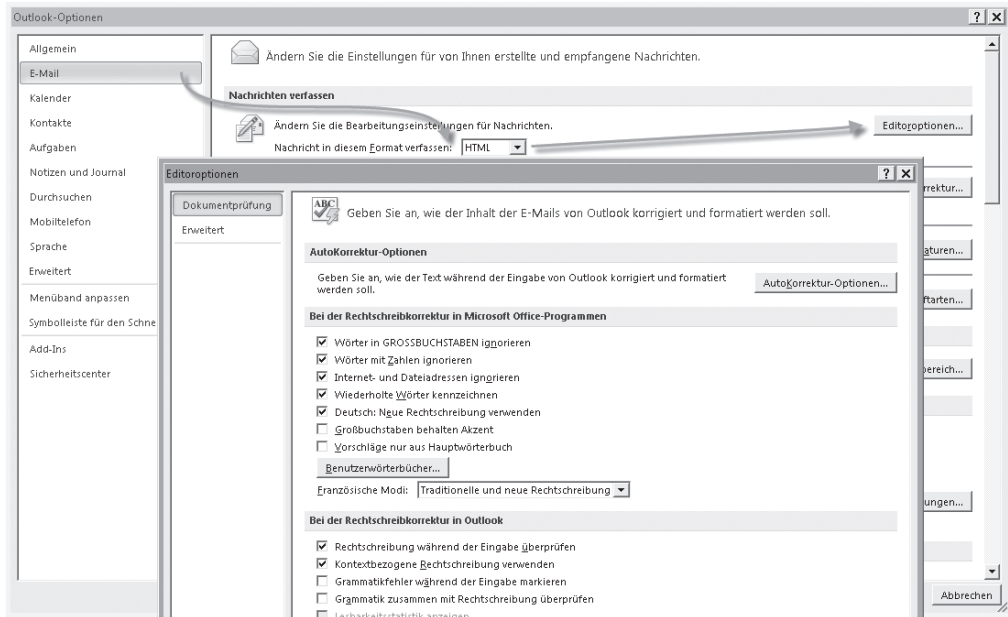 Outlook-Optionen
Allgemein
E-Mail
Kalender
Kontakte
Aufgaben
Notizen und Journal
Durchsuchen
Mobiltelefon
Sprache
Erweitert
Menüband anpassen
Symbolleiste für den Schne
Add-Ins
Sicherheitscenter
Ändern Sie die Einstellungen für von Ihnen erstellte und empfangene Nachrichten.
Nachrichten verfassen
Ändern Sie die Bearbeitungseinstellungen für Nachrichten.
Editoroptionen...
Nachricht in diesem Format verfassen: HTML
rrektur...
aturen...
ftarten...
bereich...
ungen...
Abbrechen
Editoroptionen
Dokumentprüfung
Erweitert
ABC
Geben Sie an, wie der Inhalt der E-Mails von Outlook korrigiert und formatiert werden soll.
AutoKorrektur-Optionen
Geben Sie an, wie der Text während der Eingabe von Outlook korrigiert und formatiert
werden soll.
AutoKorrektur-Optionen...
Bei der Rechtschreibkorrektur in Microsoft Office-Programmen
Wörter in GROSSBUCHSTABEN ignorieren
Wörter mit Zahlen ignorieren
Internet- und Dateiadressen ignorieren
Wiederholte Wörter kennzeichnen
Deutsch: Neue Rechtschreibung verwenden
Großbuchstaben behalten Akzent
Vorschläge nur aus Hauptwörterbuch
Benutzerwörterbücher...
Französische Modi: Traditionelle und neue Rechtschreibung
Bei der Rechtschreibkorrektur in Outlook
Rechtschreibung während der Eingabe überprüfen
Kontextbezogene Rechtschreibung verwenden
Grammatikfehler während der Eingabe markieren
Grammatik zusammen mit Rechtschreibung überprüfen
Lesbarkeitsstatistik anzeigen